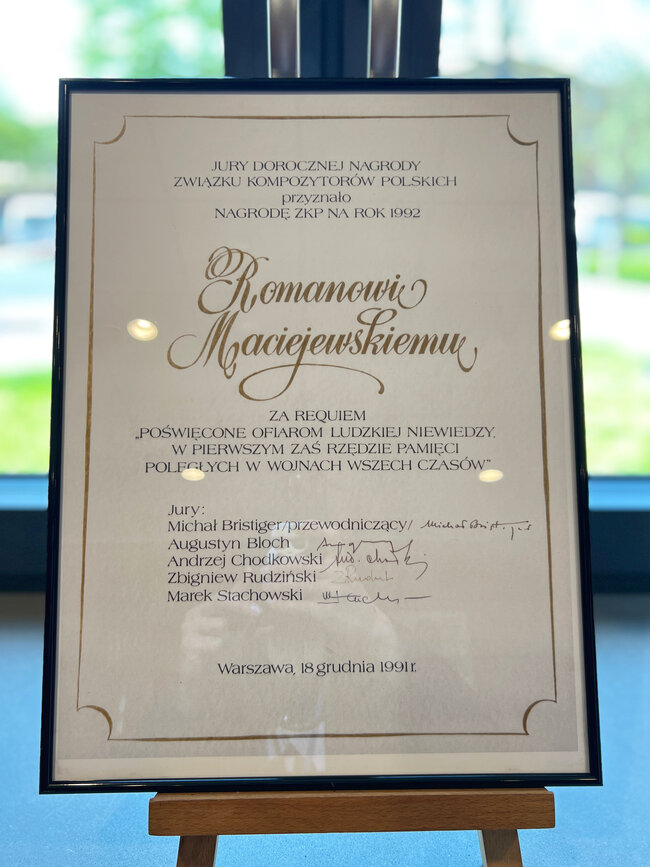 JURY DOROCZNEJ NAGRODY
ZWIĄZKU KOMPOZYTORÓW POLSKICH
przyznało
NAGRODĘ ZKP NA ROK 1992
Romanowi
Maciejewskiemu
ZA REQUIEM
„POŚWIĘCONE OFIAROM LUDZKIEJ NIEWIEDZY,
W PIERWSZYM ZAŚ RZĘDZIE PAMIĘCI
POLEGŁYCH W WOJNACH WSZECH CZASÓW”
Jury:
Michał Bristiger/przewodniczący/
Augustyn Bloch
Andrzej Chodkowski
Zbigniew Rudziński
Marek Stachowski
Warszawa, 18 grudnia 1991 r.